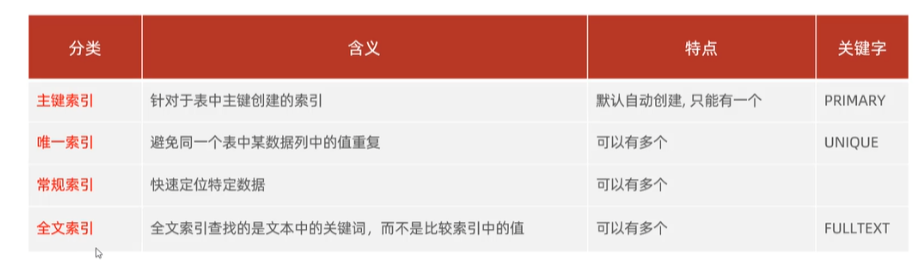 分类 含义 特点 关键字
主键索引 针对于表中主键创建的索引 默认自动创建, 只能有一个 PRIMARY
唯一索引 避免同一个表中某数据列中的值重复 可以有多个 UNIQUE
常规索引 快速定位特定数据 可以有多个
全文索引 全文索引查找的是文本中的关键词，而不是比较索引中的值 可以有多个 FULLTEXT